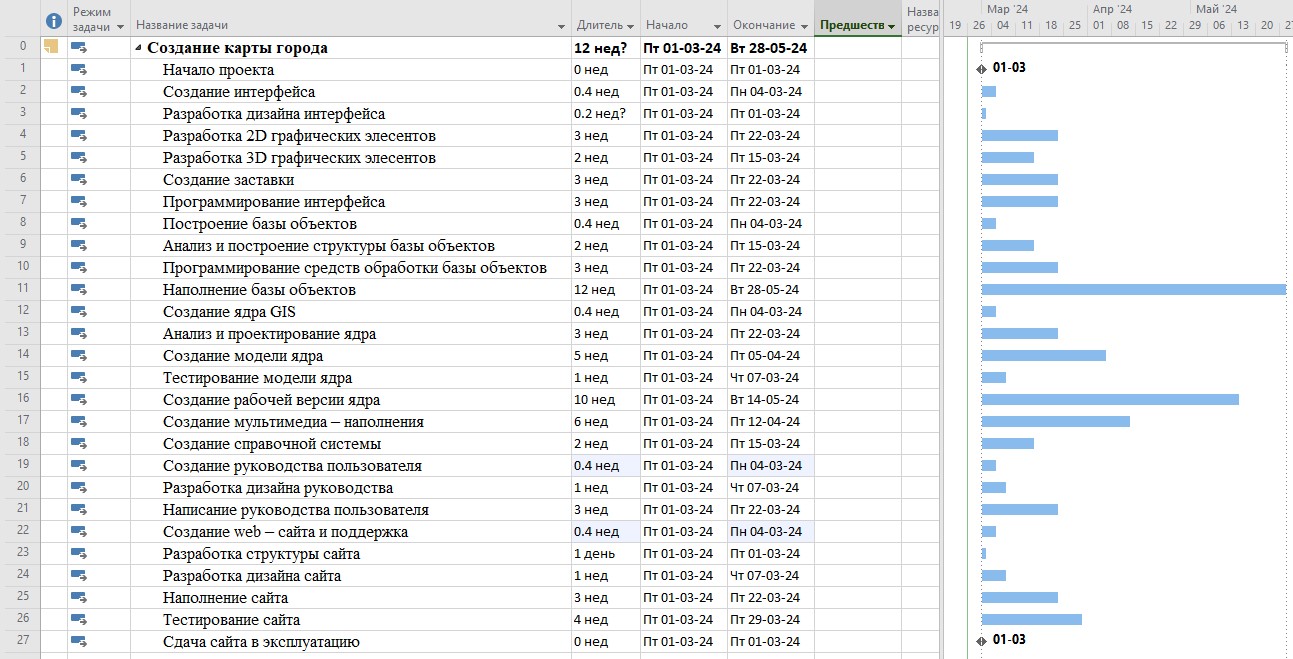 Режим задачи Название задачи Длител Начало Окончание Предшеств Назва ресур Мар '24 Апр '24 Май '24
19 26 04 11 18 25 01 08 15 22 29 06 13 20 27
0 Создание карты города 12 нед? Пт 01-03-24 Вт 28-05-24
1 Начало проекта 0 нед Пт 01-03-24 Пт 01-03-24 01-03
2 Создание интерфейса 0.4 нед Пт 01-03-24 Пн 04-03-24
3 Разработка дизайна интерфейса 0.2 нед? Пт 01-03-24 Пт 01-03-24
4 Разработка 2D графических элесентов 3 нед Пт 01-03-24 Пт 22-03-24
5 Разработка 3D графических элесентов 2 нед Пт 01-03-24 Пт 15-03-24
6 Создание заставки 3 нед Пт 01-03-24 Пт 22-03-24
7 Программирование интерфейса 3 нед Пт 01-03-24 Пт 22-03-24
8 Построение базы объектов 0.4 нед Пт 01-03-24 Пн 04-03-24
9 Анализ и построение структуры базы объектов 2 нед Пт 01-03-24 Пт 15-03-24
10 Программирование средств обработки базы объектов 3 нед Пт 01-03-24 Пт 22-03-24
11 Наполнение базы объектов 12 нед Пт 01-03-24 Вт 28-05-24
12 Создание ядра GIS 0.4 нед Пт 01-03-24 Пн 04-03-24
13 Анализ и проектирование ядра 3 нед Пт 01-03-24 Пт 22-03-24
14 Создание модели ядра 5 нед Пт 01-03-24 Пт 05-04-24
15 Тестирование модели ядра 1 нед Пт 01-03-24 Чт 07-03-24
16 Создание рабочей версии ядра 10 нед Пт 01-03-24 Вт 14-05-24
17 Создание мультимедиа – наполнения 6 нед Пт 01-03-24 Пт 12-04-24
18 Создание справочной системы 2 нед Пт 01-03-24 Пт 15-03-24
19 Создание руководства пользователя 0.4 нед Пт 01-03-24 Пн 04-03-24
20 Разработка дизайна руководства 1 нед Пт 01-03-24 Чт 07-03-24
21 Написание руководства пользователя 3 нед Пт 01-03-24 Пт 22-03-24
22 Создание web – сайта и поддержка 0.4 нед Пт 01-03-24 Пн 04-03-24
23 Разработка структуры сайта 1 день Пт 01-03-24 Пт 01-03-24
24 Разработка дизайна сайта 1 нед Пт 01-03-24 Чт 07-03-24
25 Наполнение сайта 3 нед Пт 01-03-24 Пт 22-03-24
26 Тестирование сайта 4 нед Пт 01-03-24 Пт 29-03-24
27 Сдача сайта в эксплуатацию 0 нед Пт 01-03-24 Пт 01-03-24 01-03